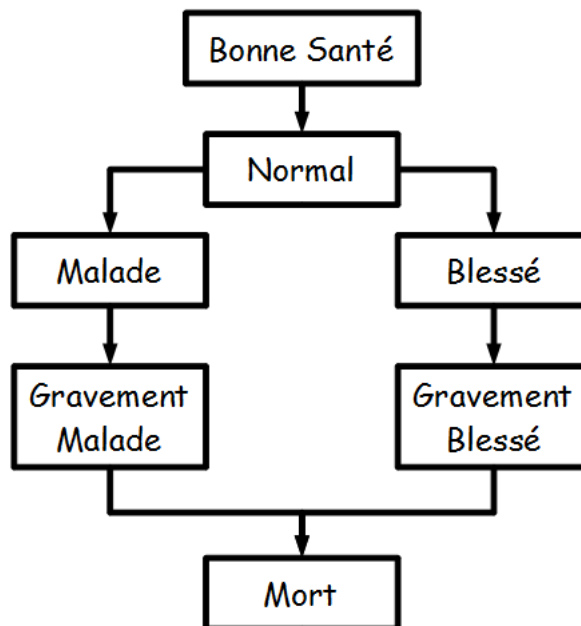 Bonne Santé
Normal
Malade
Blessé
Gravement
Malade
Gravement
Blessé
Mort